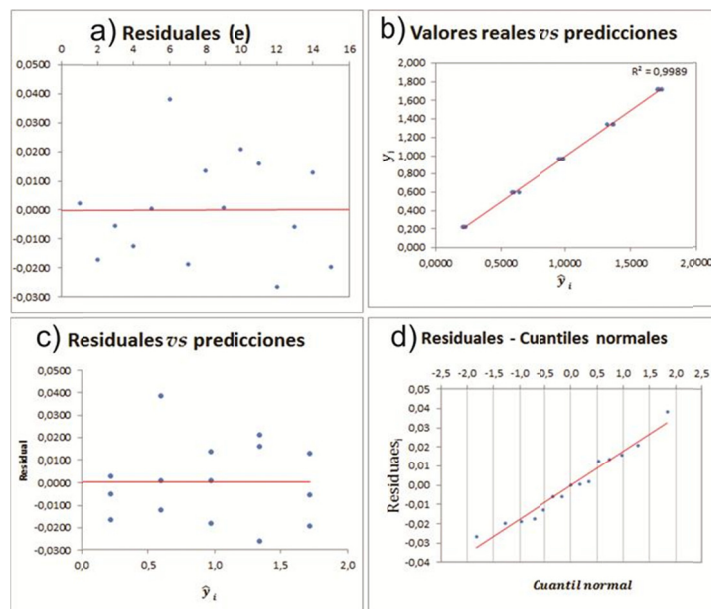 a) Residuales (e)
0 2 4 6 8 10 12 14 16
0,0500
0,0400
0,0300
0,0200
0,0100
0,0000
-0,0100
-0,0200
-0,0300
b) Valores reales vs predicciones
R² = 0,9989
2,000
1,800
1,600
1,400
1,200
1,000
0,800
0,600
0,400
0,200
0,000
yi
0,0000 0,5000 1,0000 1,5000 2,0000
ŷ i
c) Residuales vs predicciones
0,0500
0,0400
0,0300
0,0200
0,0100
0,0000
-0,0100
-0,0200
-0,0300
Residual
0,0 0,5 1,0 1,5 2,0
ŷ i
d) Residuales - Cuantiles normales
-2,5 -2,0 -1,5 -1,0 -0,5 0,0 0,5 1,0 1,5 2,0 2,5
0,05
0,04
0,03
0,02
0,01
0,00
-0,01
-0,02
-0,03
-0,04
Residuaesi
Cuantil normal